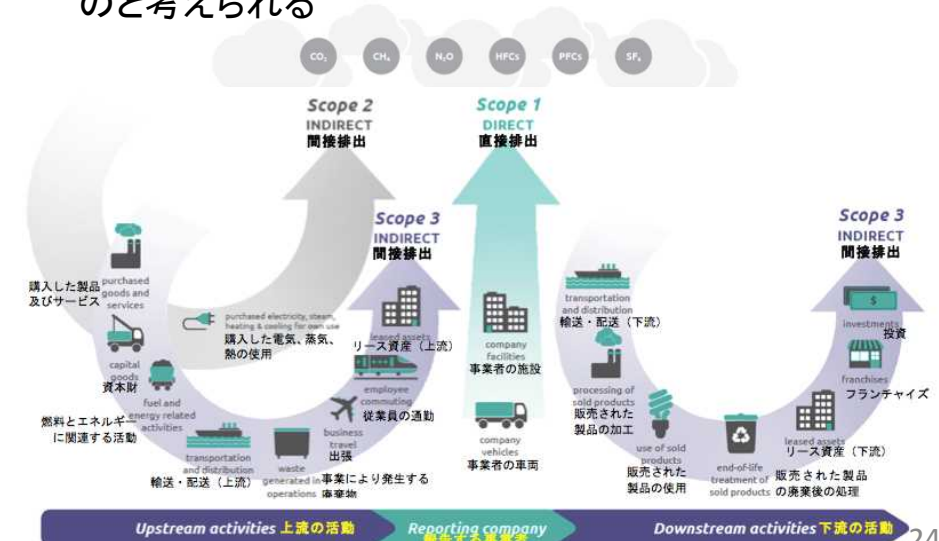 のと考えられる
CO₂
CH₄
N₂O
HFCs
PFCs
SF₆
Scope 2
INDIRECT
間接排出
Scope 1
DIRECT
直接排出
Scope 3
INDIRECT
間接排出
Scope 3
INDIRECT
間接排出
purchased
goods and
services
購入した製品
及びサービス
capital
goods
資本財
fuel and
energy related
activities
燃料とエネルギー
に関連する活動
purchased electricity, steam,
heating & cooling for own use
購入した電気、蒸気、
熱の使用
transportation
and distribution
輸送・配送（上流）
waste
generated in
operations
事業により発生する
廃棄物
business
travel
出張
employee
commuting
従業員の通勤
leased assets
リース資産（上流）
company
facilities
事業者の施設
company
vehicles
事業者の車両
transportation
and distribution
輸送・配送（下流）
processing of
sold products
販売された
製品の加工
use of sold
products
販売された
製品の使用
end-of-life
treatment of
sold products
販売された製品
の廃棄後の処理
leased assets
リース資産（下流）
franchises
フランチャイズ
investments
投資
$
Upstream activities 上流の活動
Reporting company
Downstream activities 下流の活動
24